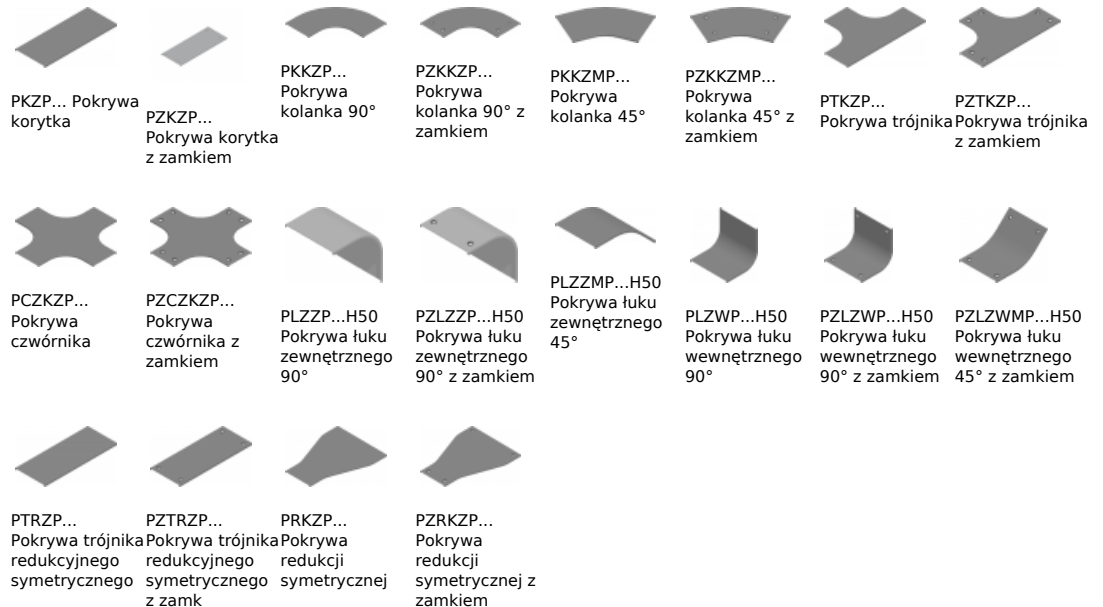 PKZP... Pokrywa
korytka
PZKZP...
Pokrywa korytka
z zamkiem
PKKZP...
Pokrywa
kolanka 90°
PZKKZP...
Pokrywa
kolanka 90° z
zamkiem
PKKZMP...
Pokrywa
kolanka 45°
PZKKZMP...
Pokrywa
kolanka 45° z
zamkiem
PTKZP...
Pokrywa trójnika
PZTKZP...
Pokrywa trójnika
z zamkiem
PCZKZP...
Pokrywa
czwórnika
PZCZKZP...
Pokrywa
czwórnika z
zamkiem
PLZZP...H50
Pokrywa łuku
zewnętrznego
90°
PZLZZP...H50
Pokrywa łuku
zewnętrznego
90° z zamkiem
PLZZMP...H50
Pokrywa łuku
zewnętrznego
45°
PLZWP...H50
Pokrywa łuku
wewnętrznego
90°
PZLZWP...H50
Pokrywa łuku
wewnętrznego
90° z zamkiem
PZLZWMP...H50
Pokrywa łuku
wewnętrznego
45° z zamkiem
PTRZP...
Pokrywa trójnika
redukcyjnego
symetrycznego
PZTRZP...
Pokrywa trójnika
redukcyjnego
symetrycznego
z zamk
PRKZP...
Pokrywa
redukcji
symetrycznej
PZRKZP...
Pokrywa
redukcji
symetrycznej z
zamkiem